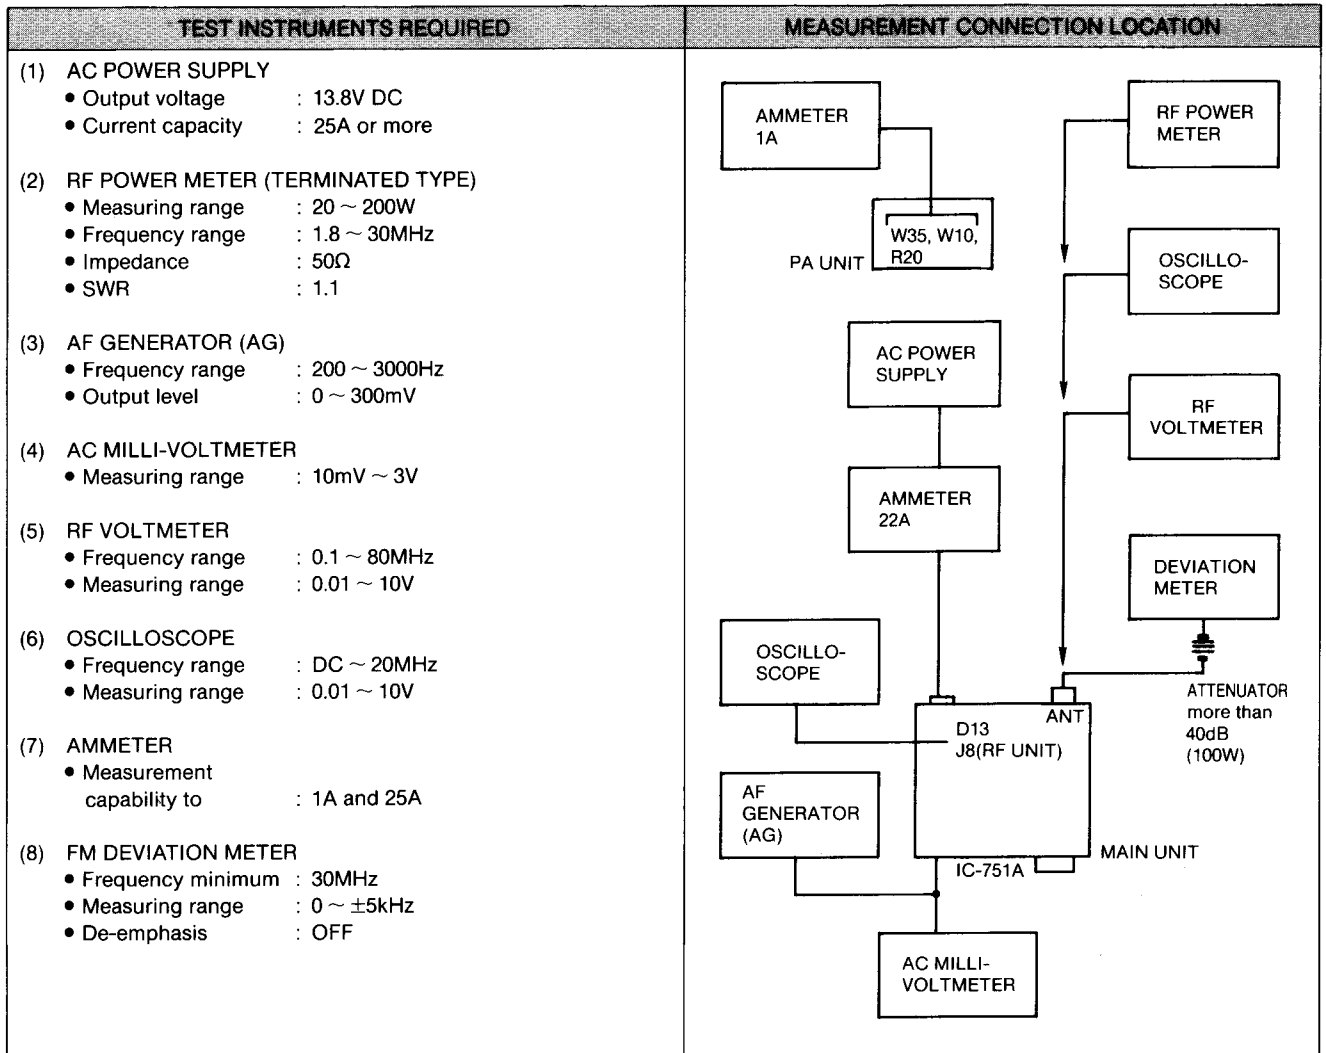 TEST INSTRUMENTS REQUIRED
(1) AC POWER SUPPLY
• Output voltage : 13.8V DC
• Current capacity : 25A or more
(2) RF POWER METER (TERMINATED TYPE)
• Measuring range : 20 ~ 200W
• Frequency range : 1.8 ~ 30MHz
• Impedance : 50Ω
• SWR : 1.1
(3) AF GENERATOR (AG)
• Frequency range : 200 ~ 3000Hz
• Output level : 0 ~ 300mV
(4) AC MILLI-VOLTMETER
• Measuring range : 10mV ~ 3V
(5) RF VOLTMETER
• Frequency range : 0.1 ~ 80MHz
• Measuring range : 0.01 ~ 10V
(6) OSCILLOSCOPE
• Frequency range : DC ~ 20MHz
• Measuring range : 0.01 ~ 10V
(7) AMMETER
• Measurement
capability to : 1A and 25A
(8) FM DEVIATION METER
• Frequency minimum : 30MHz
• Measuring range : 0 ~ ±5kHz
• De-emphasis : OFF
MEASUREMENT CONNECTION LOCATION
AMMETER
1A
RF POWER
METER
W35, W10,
R20
PA UNIT
OSCILLO-
SCOPE
AC POWER
SUPPLY
RF
VOLTMETER
AMMETER
22A
DEVIATION
METER
OSCILLO-
SCOPE
ATTENUATOR
more than
40dB
(100W)
ANT
D13
J8(RF UNIT)
AF
GENERATOR
(AG)
MAIN UNIT
IC-751A
AC MILLI-
VOLTMETER